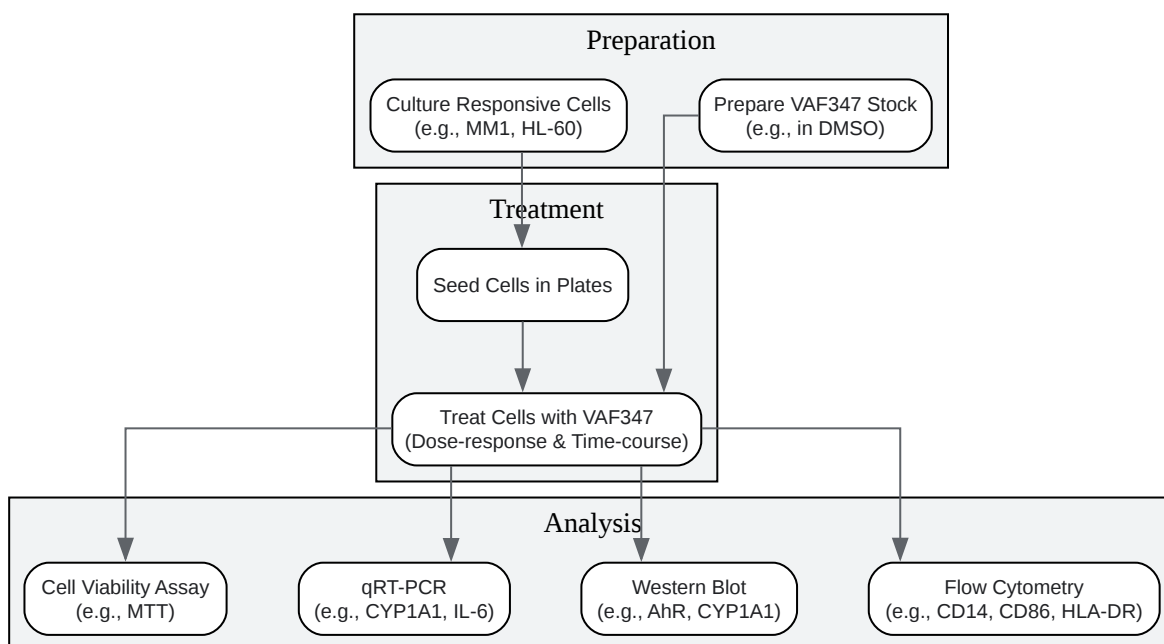 Preparation
Culture Responsive Cells
(e.g., MM1, HL-60)
Prepare VAF347 Stock
(e.g., in DMSO)
Treatment
Seed Cells in Plates
Treat Cells with VAF347
(Dose-response & Time-course)
Analysis
Cell Viability Assay
(e.g., MTT)
qRT-PCR
(e.g., CYP1A1, IL-6)
Western Blot
(e.g., AhR, CYP1A1)
Flow Cytometry
(e.g., CD14, CD86, HLA-DR)